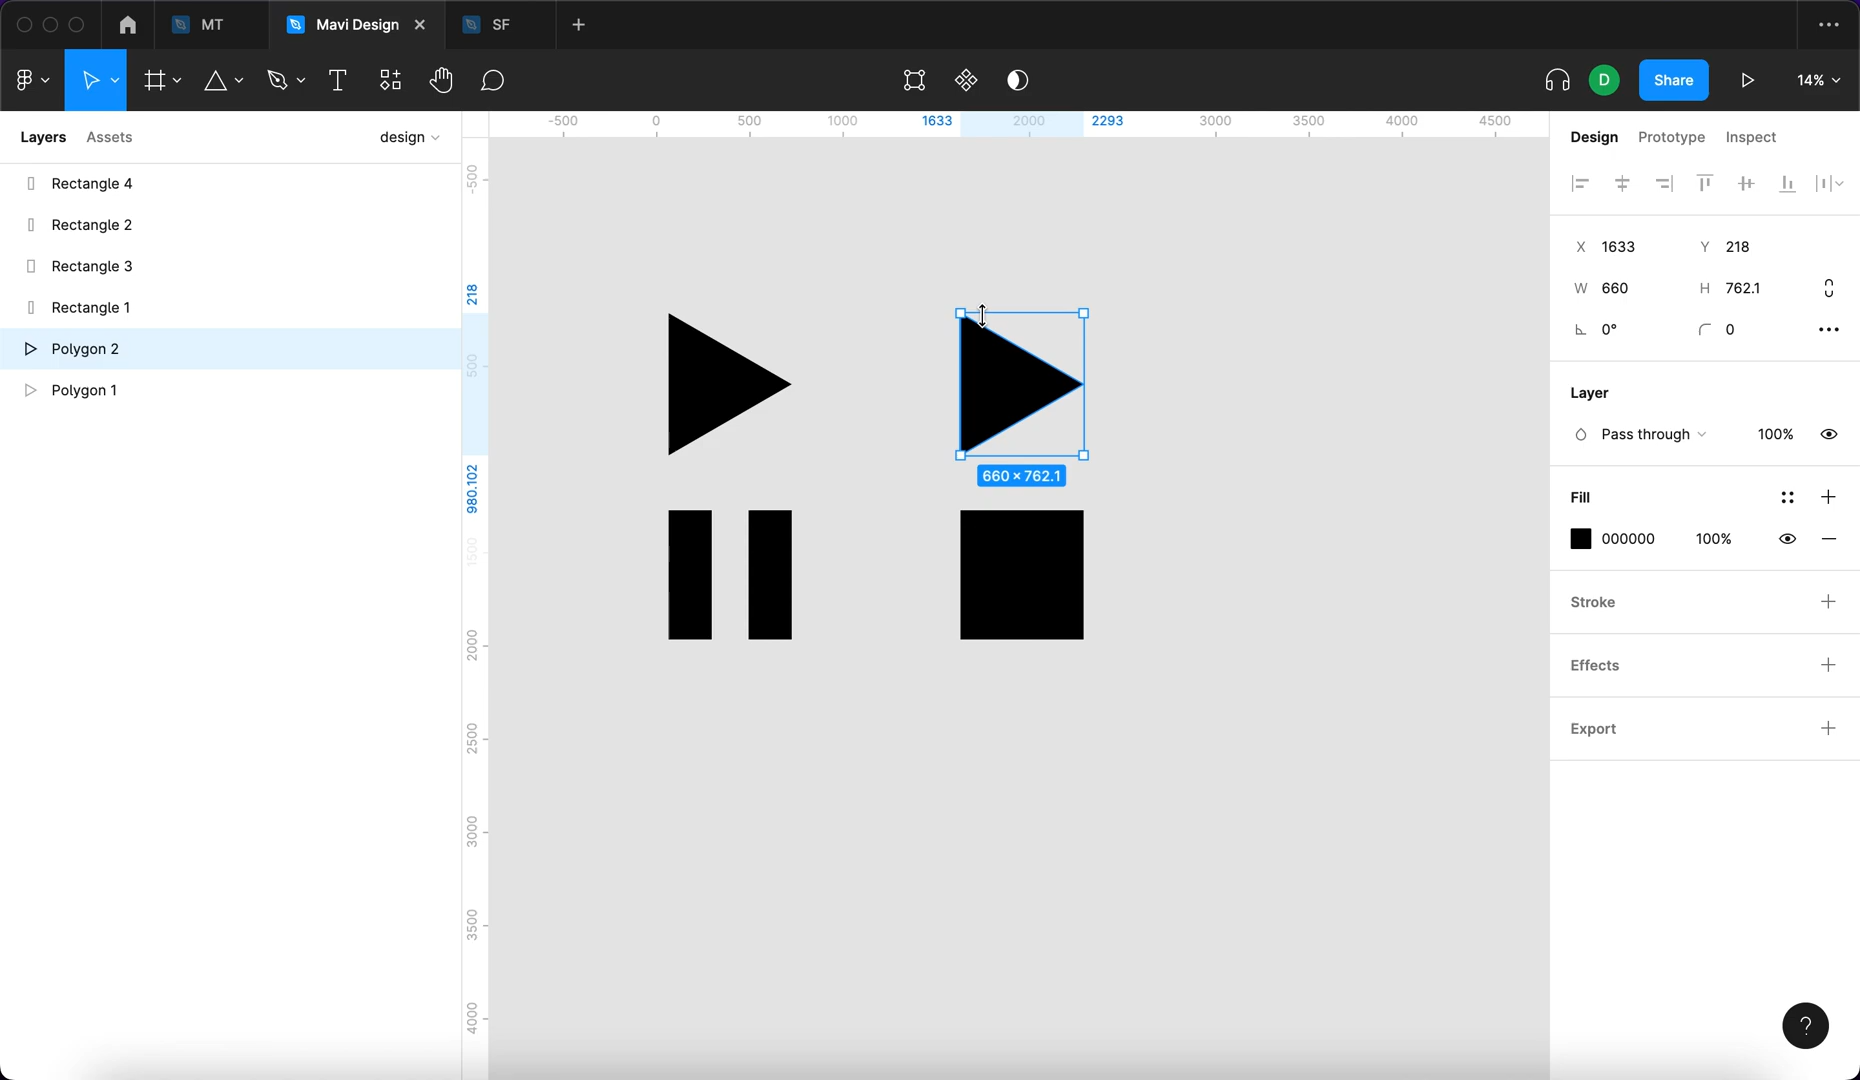 MT
Mavi Design
SF
D
Share
14%
Layers
Assets
design
Rectangle 4
Rectangle 2
Rectangle 3
Rectangle 1
Polygon 2
Polygon 1
-500
0
500
1000
1633
2000
2293
3000
3500
4000
4500
-500
218
500
980.102
1500
2000
2500
3000
3500
4000
660 × 762.1
Design
Prototype
Inspect
X 1633
Y 218
W 660
H 762.1
0°
0
Layer
Pass through
100%
Fill
000000
100%
Stroke
Effects
Export
?